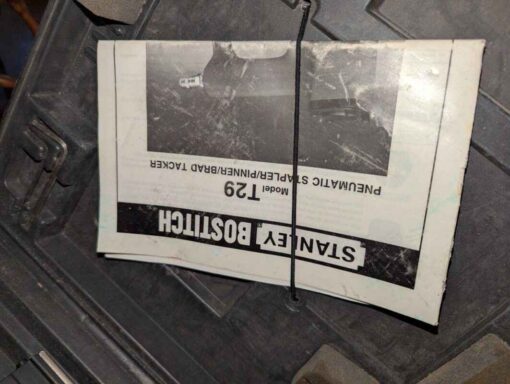 STANLEY BOSTITCH
Model T29
PNEUMATIC STAPLER/PINNER/BRAD TACKER